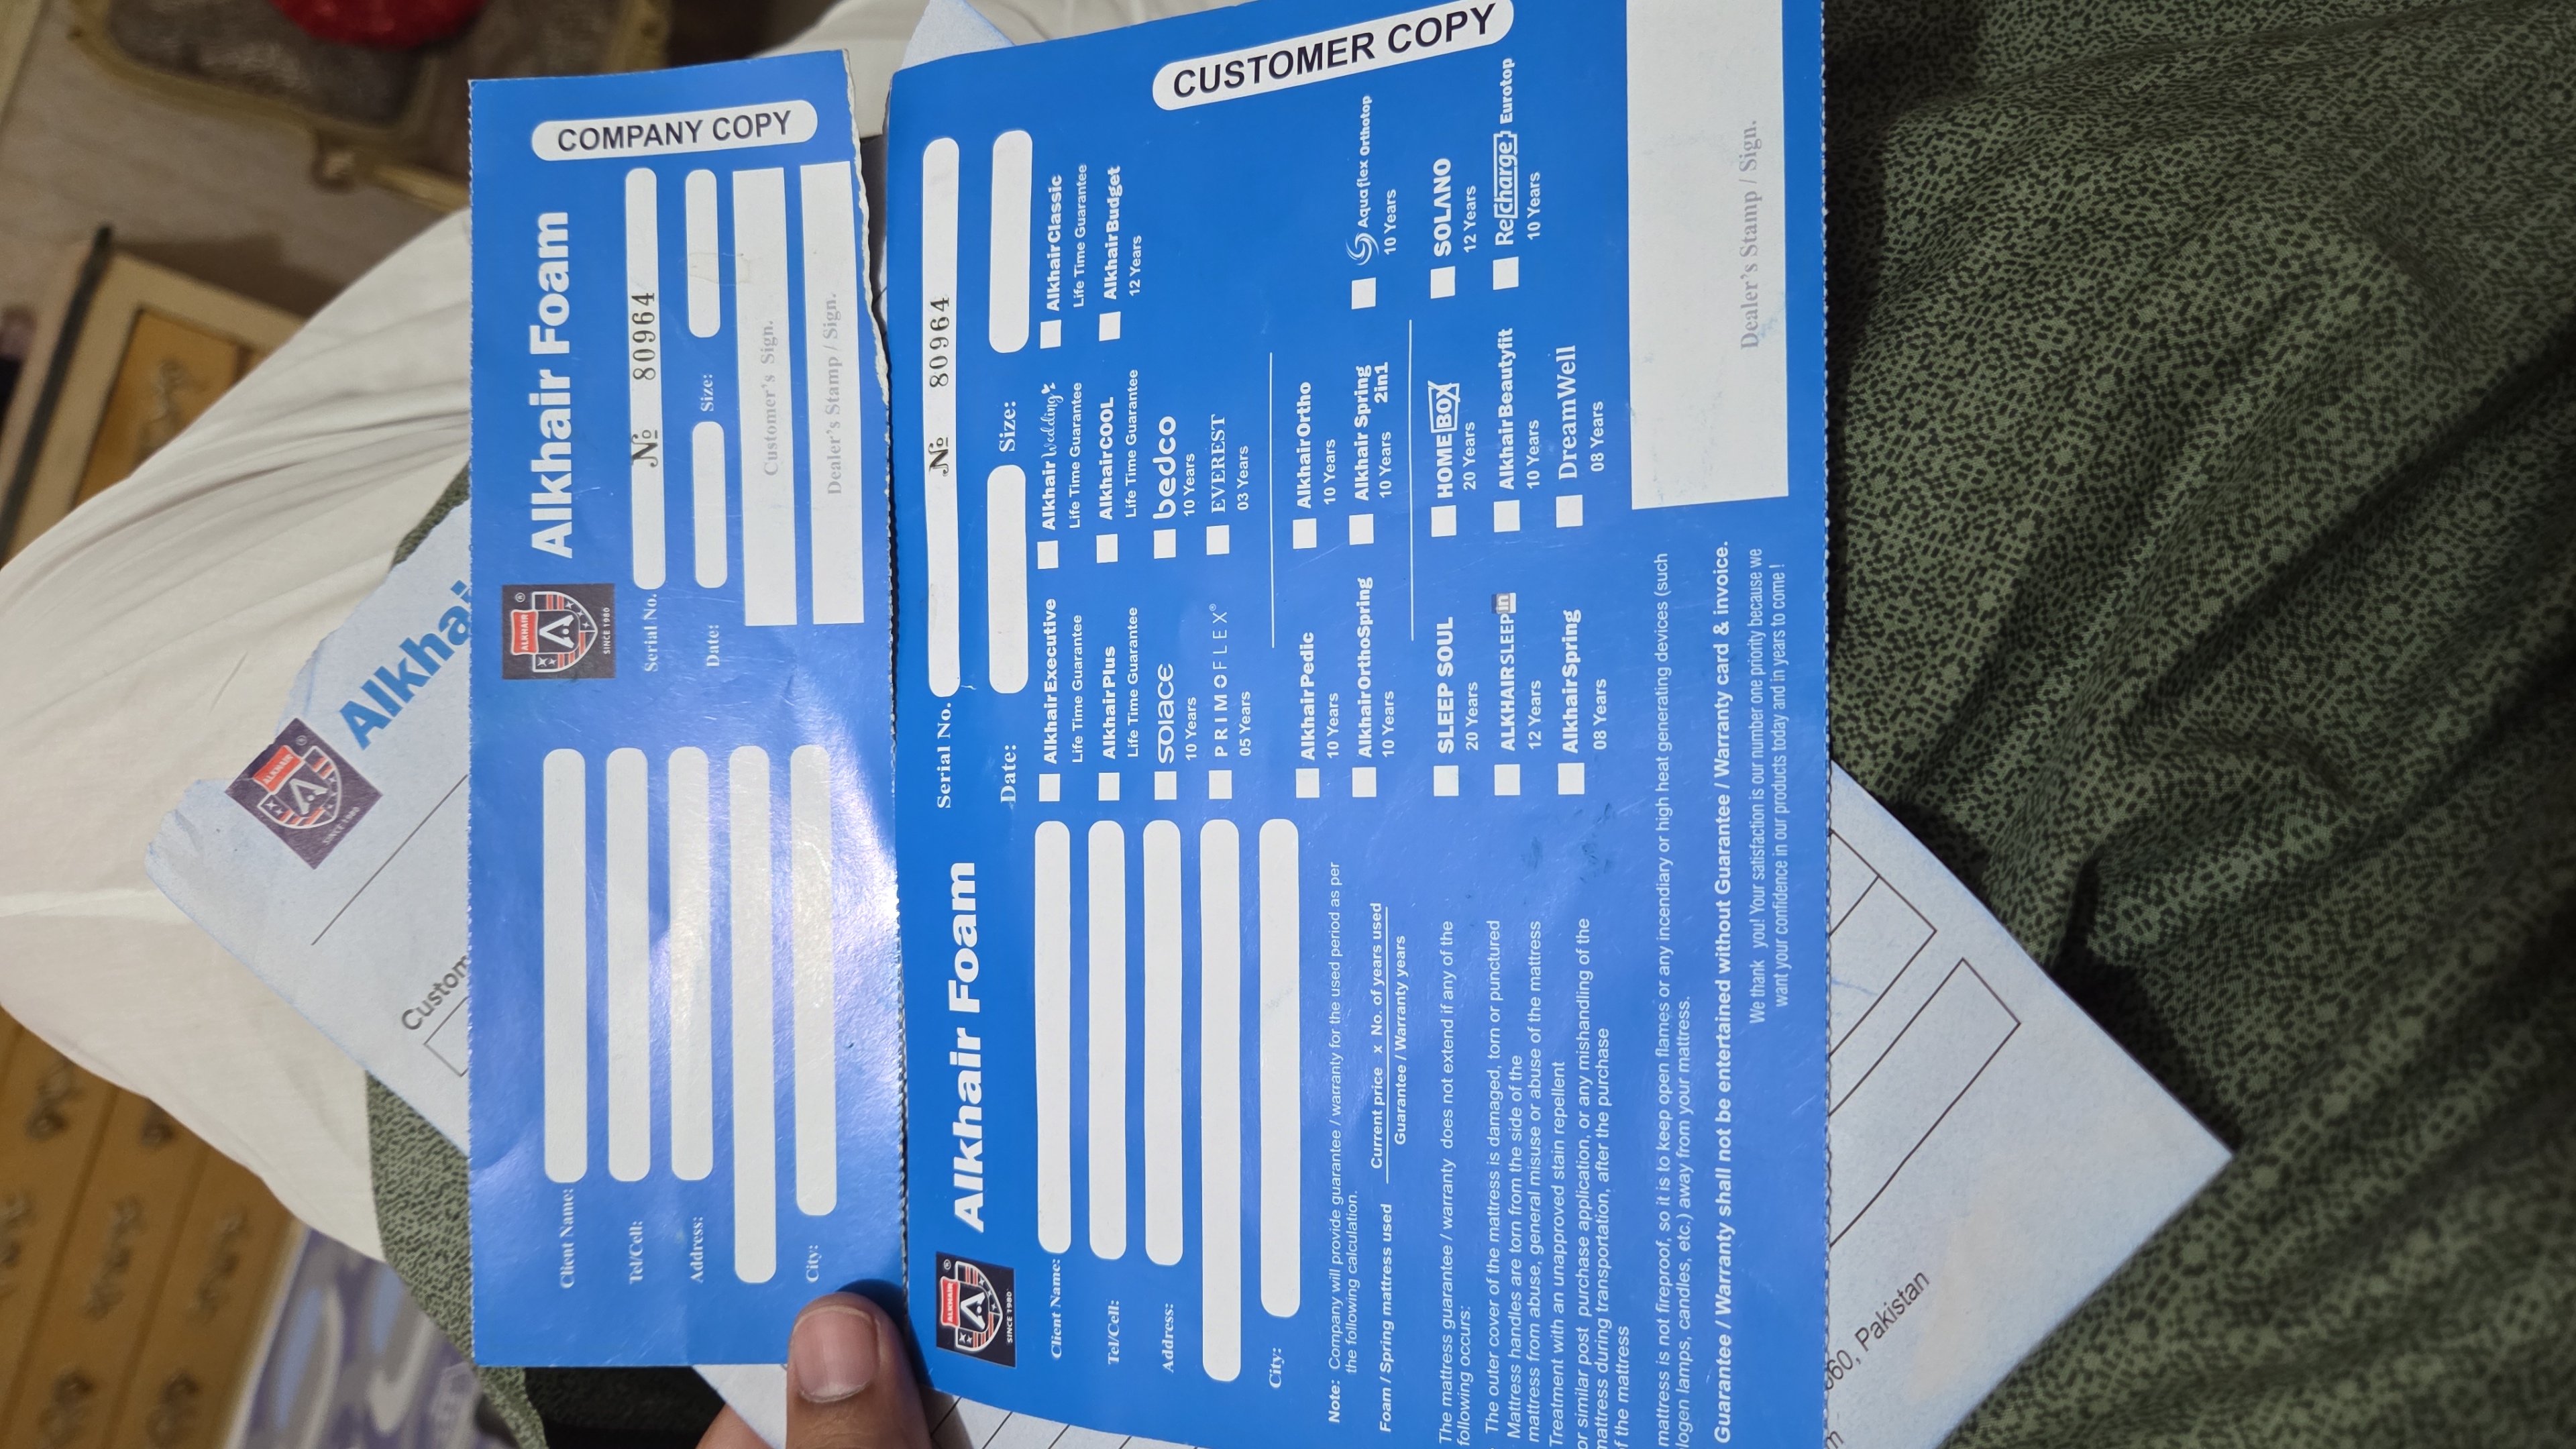 COMPANY COPY
ALKHAIR
SINCE 1980
Alkhair Foam
Client Name:
Serial No.
№ 80964
Tel/Cell:
Date:
Size:
Address:
Customer's Sign.
City:
Dealer's Stamp / Sign.
CUSTOMER COPY
ALKHAIR
SINCE 1980
Alkhair Foam
Serial No.
№ 80964
Date:
Size:
Client Name:
Tel/Cell:
Address:
City:
Alkhair Executive
Life Time Guarantee
Alkhair Wedding
Life Time Guarantee
Alkhair Classic
Life Time Guarantee
Alkhair Plus
Life Time Guarantee
Alkhair COOL
Life Time Guarantee
Alkhair Budget
12 Years
SOLACE
10 Years
bedco
10 Years
PRIMOFLEX®
05 Years
EVEREST
03 Years
Alkhair Pedic
10 Years
Alkhair Ortho
10 Years
Alkhair OrthoSpring
10 Years
Alkhair Spring 2in1
10 Years
Aquaflex Orthotop
10 Years
SLEEP SOUL
20 Years
HOME BOX
20 Years
SOLANO
12 Years
ALKHAIR SLEEP in
12 Years
Alkhair Beautyfit
10 Years
Recharge Eurotop
10 Years
Alkhair Spring
08 Years
DreamWell
08 Years
Note: Company will provide guarantee / warranty for the used period as per
the following calculation.
Foam / Spring mattress used
Current price x No. of years used
Guarantee / Warranty years
The mattress guarantee / warranty does not extend if any of the
following occurs:
The outer cover of the mattress is damaged, torn or punctured
Mattress handles are torn from the side of the
mattress from abuse, general misuse or abuse of the mattress
Treatment with an unapproved stain repellent
or similar post purchase application, or any mishandling of the
mattress during transportation, after the purchase
of the mattress
mattress is not fireproof, so it is to keep open flames or any incendiary or high heat generating devices (such
logen lamps, candles, etc.) away from your mattress.
Guarantee / Warranty shall not be entertained without Guarantee / Warranty card & invoice.
We thank you! Your satisfaction is our number one priority because we
want your confidence in our products today and in years to come !
Dealer's Stamp / Sign.
ALKHAIR
SINCE 1980
Alkhai
Custom
60, Pakistan